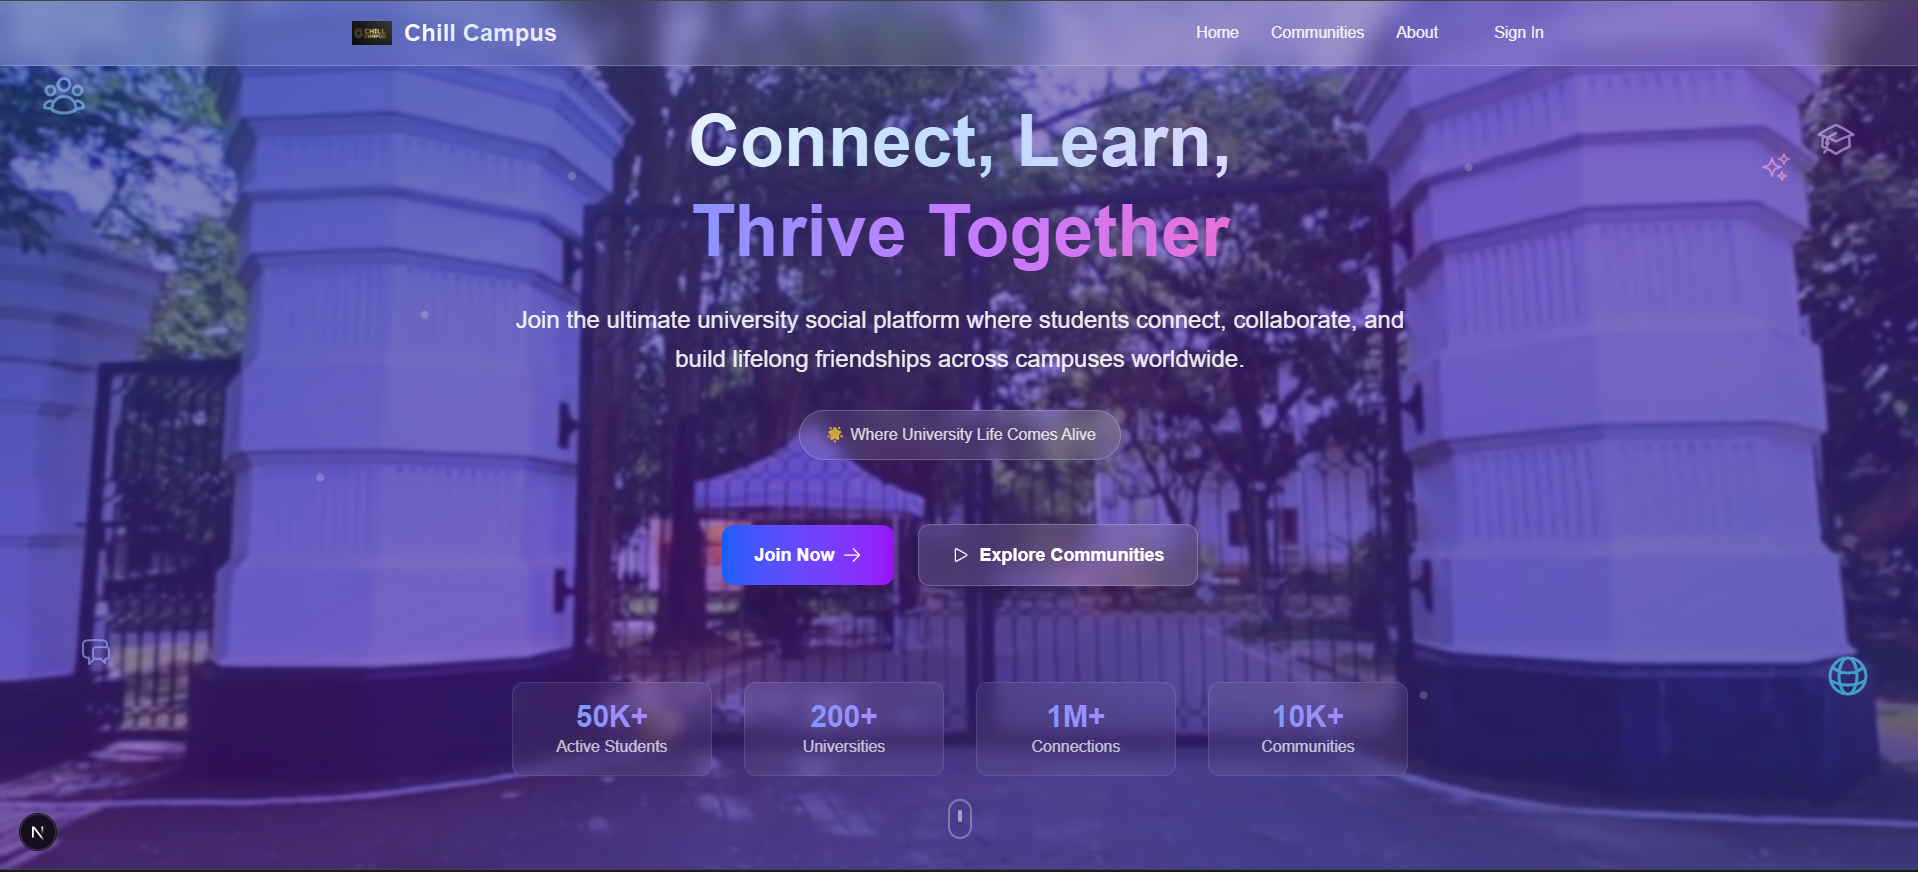 CHILL
CAMPUS
Chill Campus
Home
Communities
About
Sign In
Connect, Learn,
Thrive Together
Join the ultimate university social platform where students connect, collaborate, and
build lifelong friendships across campuses worldwide.
Where University Life Comes Alive
Join Now
Explore Communities
50K+
Active Students
200+
Universities
1M+
Connections
10K+
Communities
N